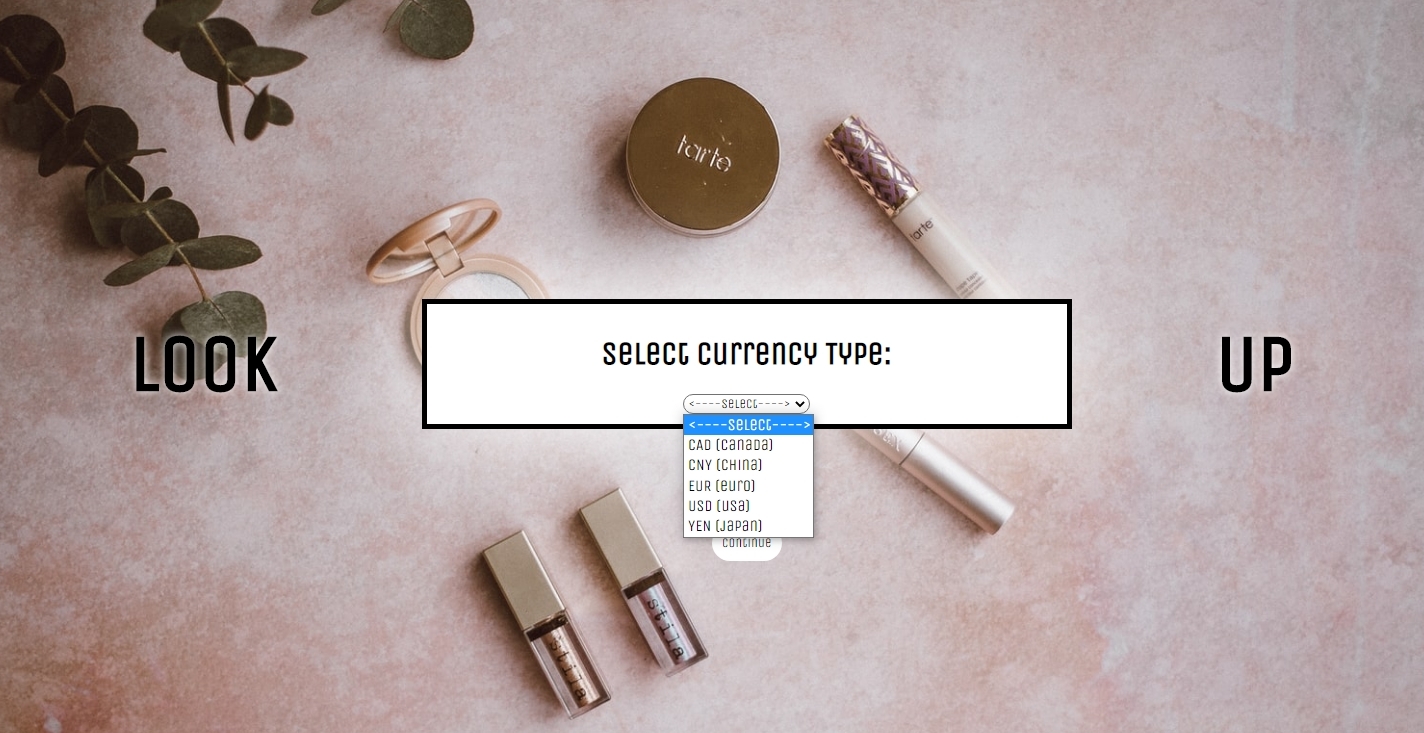 tarte
tarte
LOOK
Select Currency Type:
UP
<----Select---->
<----Select---->
CAD (Canada)
CNY (China)
EUR (euro)
USD (usa)
YEN (Japan)
continue
SEX
stila
stila